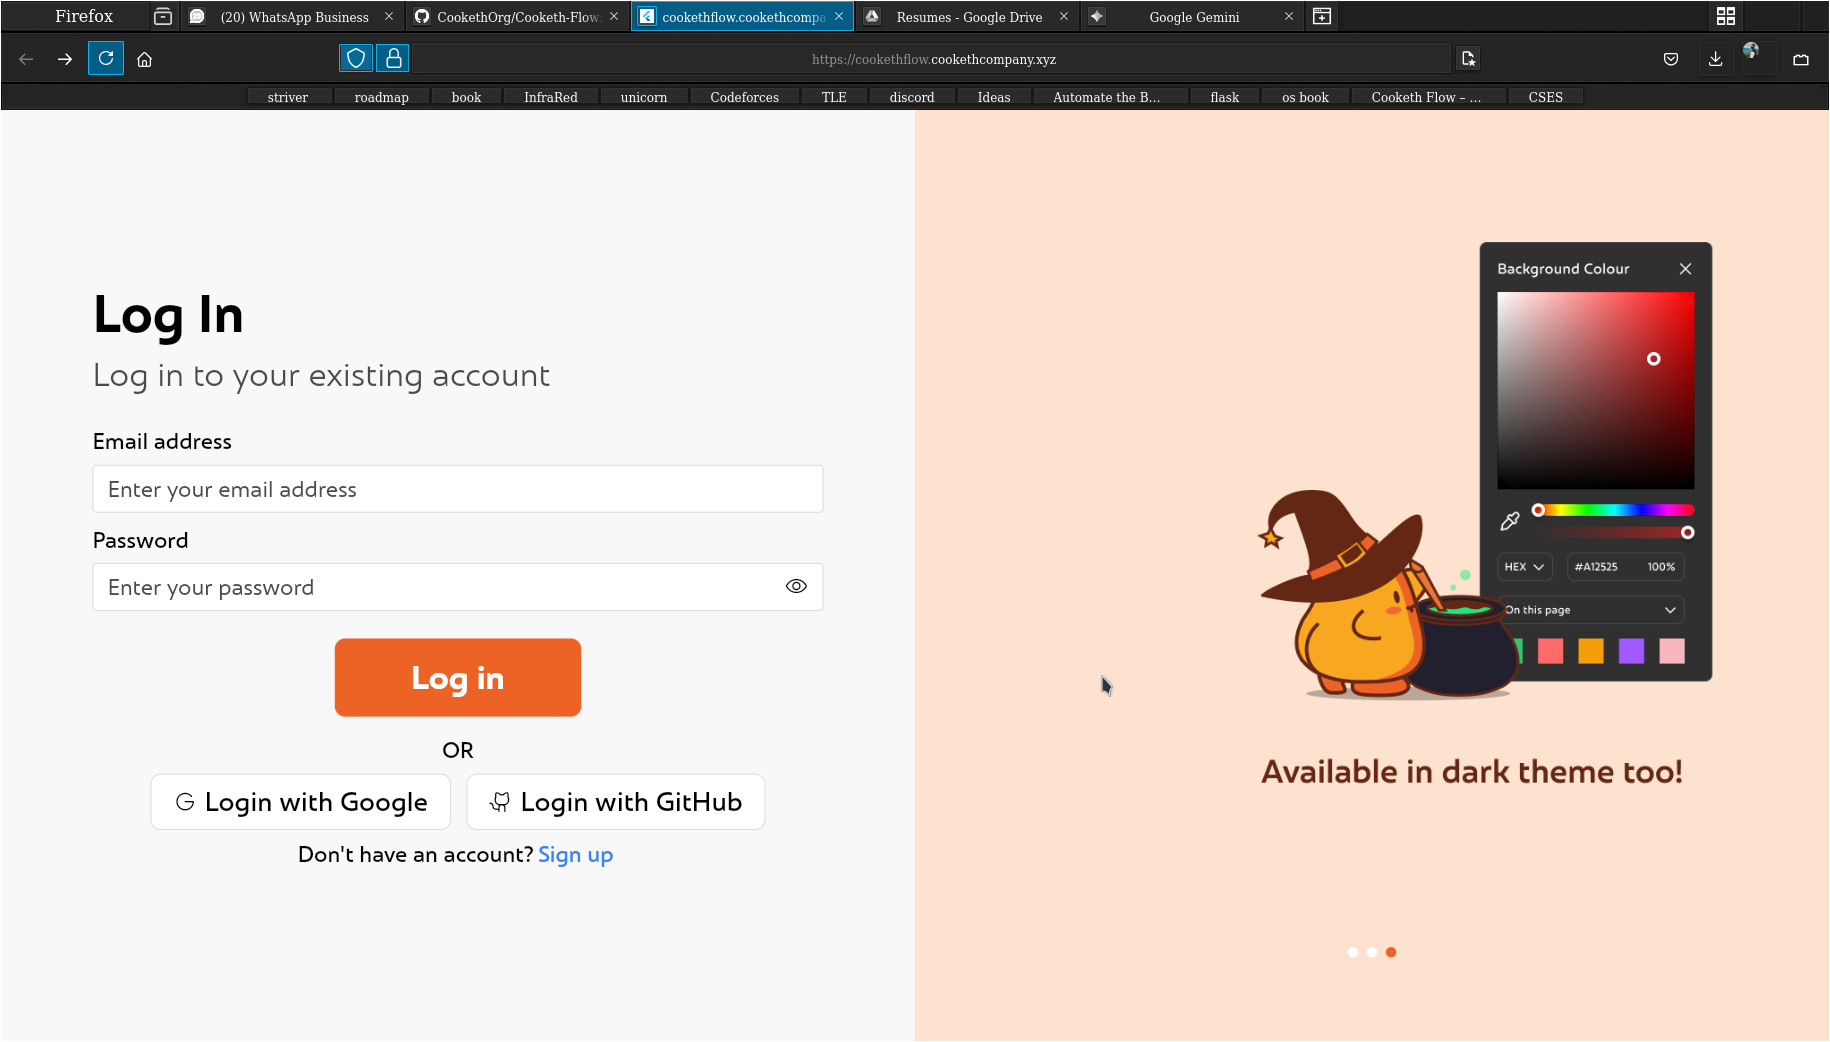 Firefox
(20) WhatsApp Business
CookethOrg/Cooketh-Flow:
cookethflow.cookethcompa
Resumes - Google Drive
Google Gemini
https://cookethflow.cookethcompany.xyz
striver
roadmap
book
InfraRed
unicorn
Codeforces
TLE
discord
Ideas
Automate the B…
flask
os book
Cooketh Flow – …
CSES
Log In
Log in to your existing account
Email address
Enter your email address
Password
Enter your password
Log in
OR
Login with Google
Login with GitHub
Don't have an account? Sign up
Background Colour
HEX
#A12525
100%
On this page
Available in dark theme too!